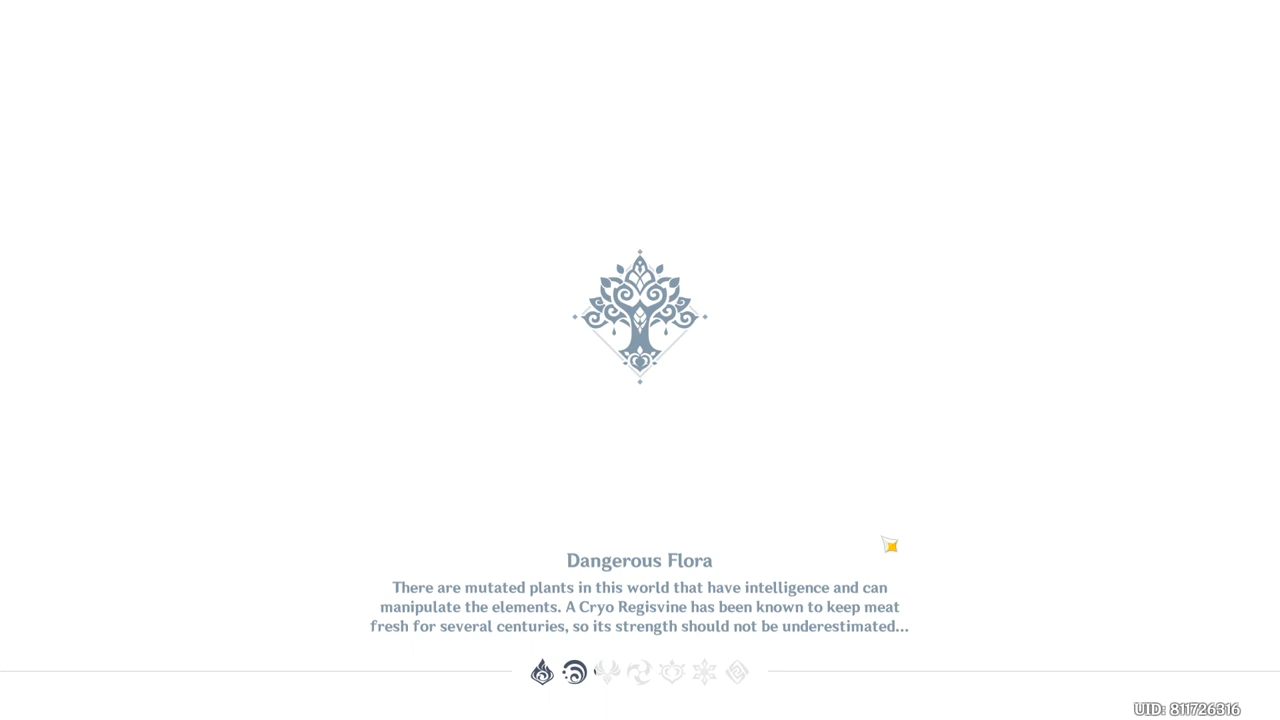 Dangerous Flora
There are mutated plants in this world that have intelligence and can
manipulate the elements. A Cryo Regisvine has been known to keep meat
fresh for several centuries, so its strength should not be underestimated...
UID: 811726316